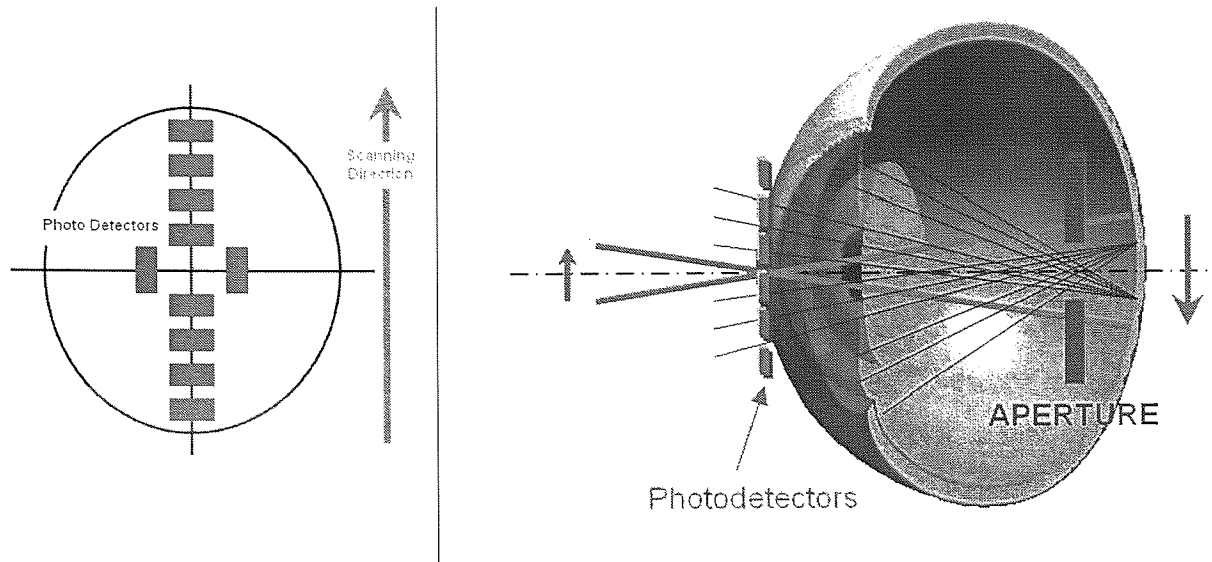 Scanning
Direction
Photo Detectors
APERTURE
Photodetectors